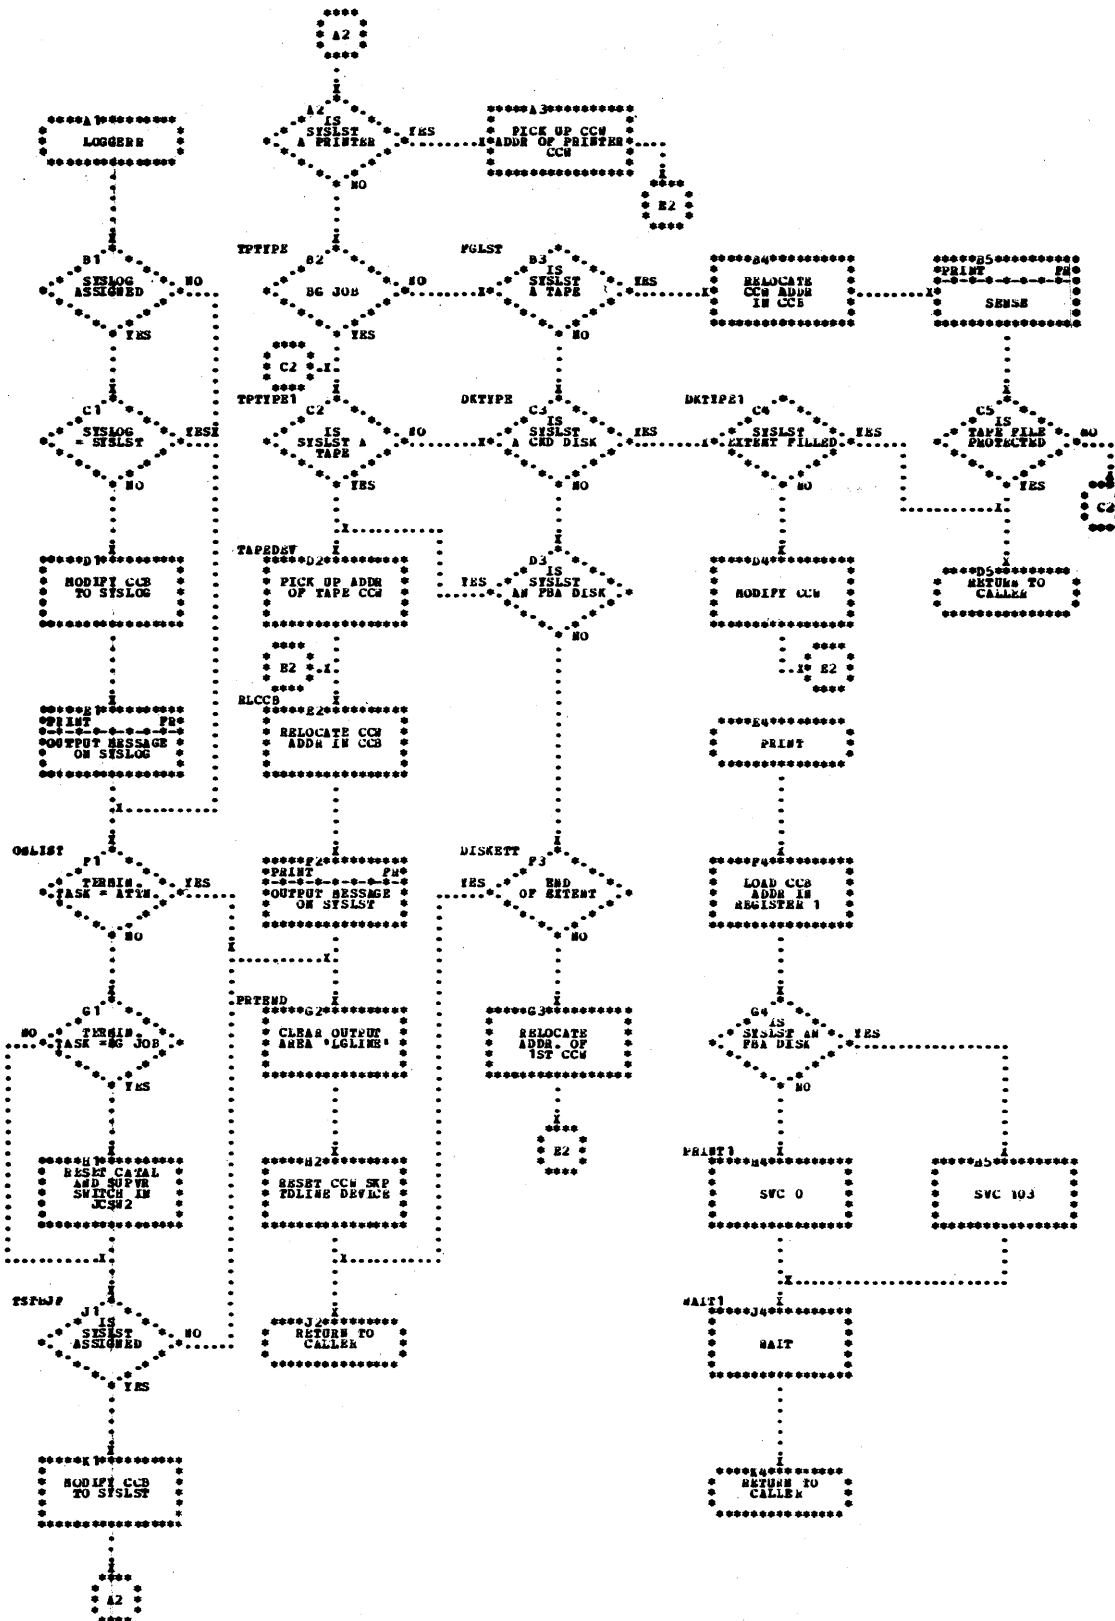 A2
A1
LOGGERR
A2
IS
SYSLST
A PRINTER
YES
NO
A3
PICK UP CCW
ADDR OF PRINTER
CCW
E2
B1
SYSLOG
ASSIGNED
NO
YES
TPTYPE
B2
BG JOB
NO
YES
FGLST
B3
IS
SYSLST
A TAPE
YES
NO
B4
RELOCATE
CCW ADDR
IN CCB
B5
PRINT PR
SENSE
C2
C1
SYSLOG
= SYSLST
YES
NO
TPTYPE1
C2
IS
SYSLST A
TAPE
NO
YES
DKTYPE
C3
IS
SYSLST
A CKD DISK
YES
NO
DKTYPE1
C4
SYSLST
EXTENT FILLED
YES
NO
C5
IS
TAPE FILE
PROTECTED
NO
YES
C2
D1
MODIFY CCB
TO SYSLOG
TAPEDEV
D2
PICK UP ADDR
OF TAPE CCW
D3
IS
SYSLST
AN FBA DISK
YES
NO
D4
MODIFY CCW
D5
RETURN TO
CALLER
E2
E2
E1
PRINT PR
OUTPUT MESSAGE
ON SYSLOG
RLCCB
E2
RELOCATE CCW
ADDR IN CCB
E4
PRINT
ONLIST
F1
TERMIN.
TASK = ATTN
YES
NO
F2
PRINT PR
OUTPUT MESSAGE
ON SYSLST
DISKETT
F3
END
OF EXTENT
YES
NO
F4
LOAD CCB
ADDR IN
REGISTER 1
G1
TERMIN.
TASK =BG JOB
NO
YES
PRTEND
G2
CLEAR OUTPUT
AREA 'LGLINE'
G3
RELOCATE
ADDR. OF
1ST CCW
G4
IS
SYSLST AN
FBA DISK
YES
NO
E2
H1
RESET CATAL
AND SUPVR
SWITCH IN
JCSW2
H2
RESET CCW SKP
TDLINE DEVICE
PRINT1
H4
SVC 0
H5
SVC 103
J1
IS
SYSLST
ASSIGNED
NO
YES
J2
RETURN TO
CALLER
WAIT1
J4
WAIT
K1
MODIFY CCB
TO SYSLST
K4
RETURN TO
CALLER
A2